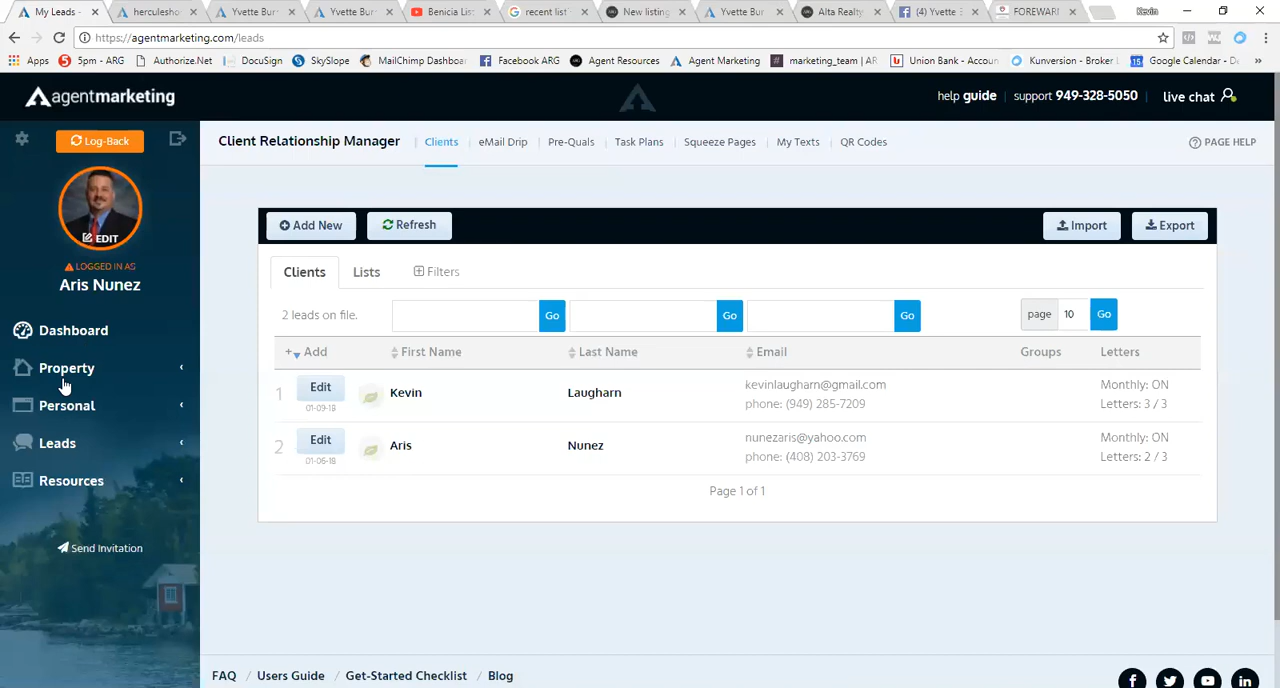 My Leads -
herculesho
Yvette Bur
Yvette Bur
Benicia Lis
recent list
New listing
Yvette Bur
Alta Realty
(4) Yvette
FOREWAR
Kevin
https://agentmarketing.com/leads
Apps
5pm - ARG
Authorize.Net
DocuSign
SkySlope
MailChimp Dashboar
Facebook ARG
Agent Resources
Agent Marketing
marketing_team | AR
Union Bank - Accoun
Kunversion - Broker
Google Calendar - De
»
agentmarketing
help guide
support 949-328-5050
live chat
Log-Back
EDIT
LOGGED IN AS
Aris Nunez
Dashboard
Property
Personal
Leads
Resources
Send Invitation
Client Relationship Manager
Clients
eMail Drip
Pre-Quals
Task Plans
Squeeze Pages
My Texts
QR Codes
PAGE HELP
Add New
Refresh
Import
Export
Clients
Lists
Filters
2 leads on file.
Go
Go
Go
page
10
Go
+ Add
First Name
Last Name
Email
Groups
Letters
1
Edit
01-09-18
Kevin
Laugharn
kevinlaugharn@gmail.com
phone: (949) 285-7209
Monthly: ON
Letters: 3 / 3
2
Edit
01-06-18
Aris
Nunez
nunezaris@yahoo.com
phone: (408) 203-3769
Monthly: ON
Letters: 2 / 3
Page 1 of 1
FAQ / Users Guide / Get-Started Checklist / Blog